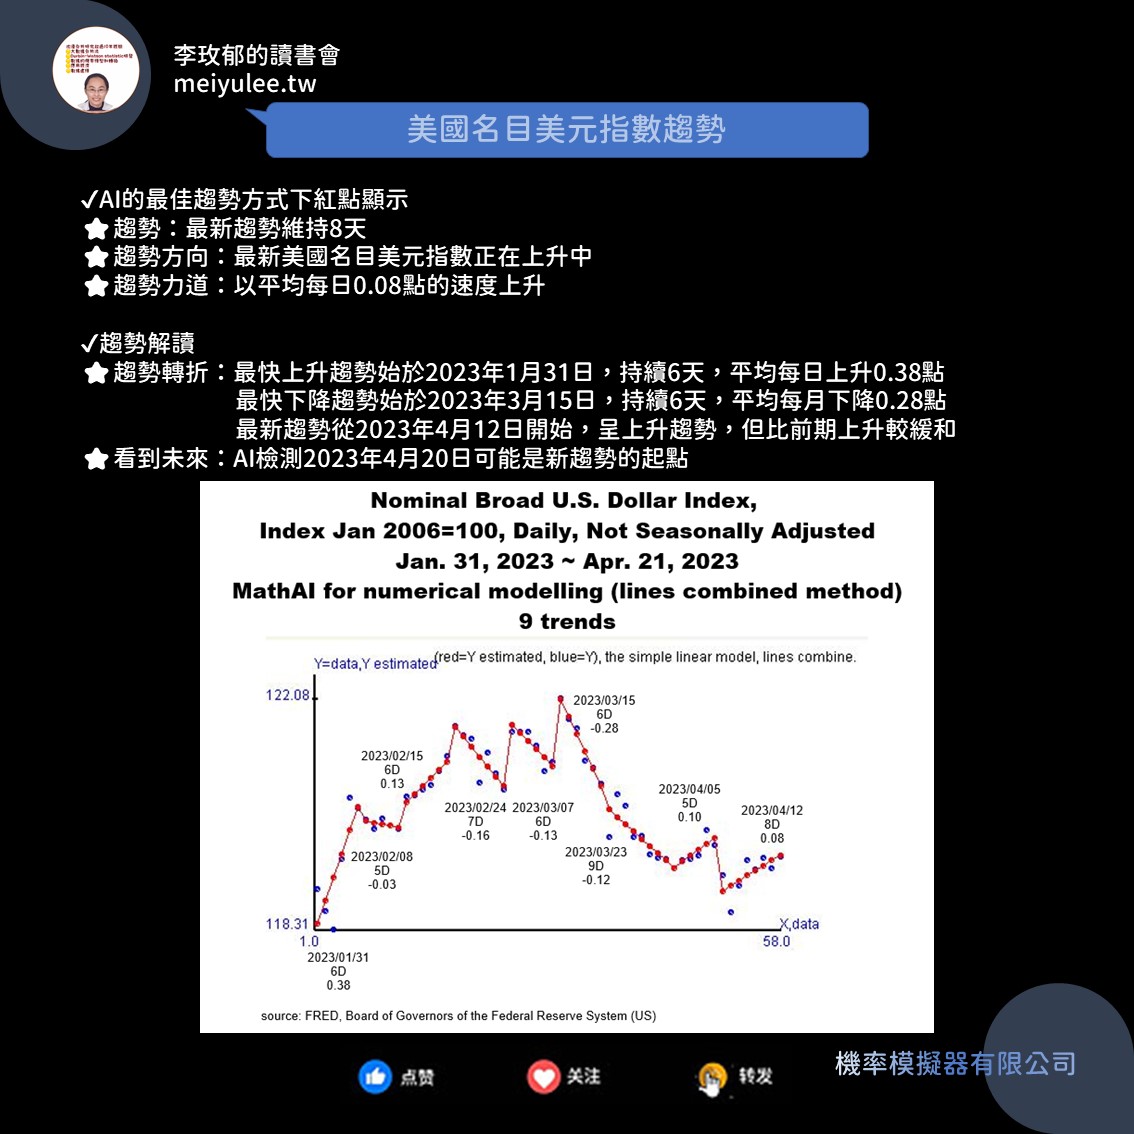 李玫郁的讀書會
meiyulee.tw
美國名目美元指數趨勢
✓AI的最佳趨勢方式下紅點顯示
★趨勢：最新趨勢維持8天
★趨勢方向：最新美國名目美元指數正在上升中
★趨勢力道：以平均每日0.08點的速度上升
✓趨勢解讀
★趨勢轉折：最快上升趨勢始於2023年1月31日，持續6天，平均每日上升0.38點
最快下降趨勢始於2023年3月15日，持續6天，平均每月下降0.28點
最新趨勢從2023年4月12日開始，呈上升趨勢，但比前期上升較緩和
★看到未來：AI檢測2023年4月20日可能是新趨勢的起點
Nominal Broad U.S. Dollar Index,
Index Jan 2006=100, Daily, Not Seasonally Adjusted
Jan. 31, 2023 ~ Apr. 21, 2023
MathAI for numerical modelling (lines combined method)
9 trends
Y=data,Y estimated
(red=Y estimated, blue=Y), the simple linear model, lines combine.
122.08
2023/03/15
6D
-0.28
2023/02/15
6D
0.13
2023/04/05
5D
0.10
2023/02/24
7D
-0.16
2023/03/07
6D
-0.13
2023/04/12
8D
0.08
2023/02/08
5D
-0.03
2023/03/23
9D
-0.12
118.31
X,data
1.0
58.0
2023/01/31
6D
0.38
source: FRED, Board of Governors of the Federal Reserve System (US)
机率模擬器有限公司
点赞
关注
转发